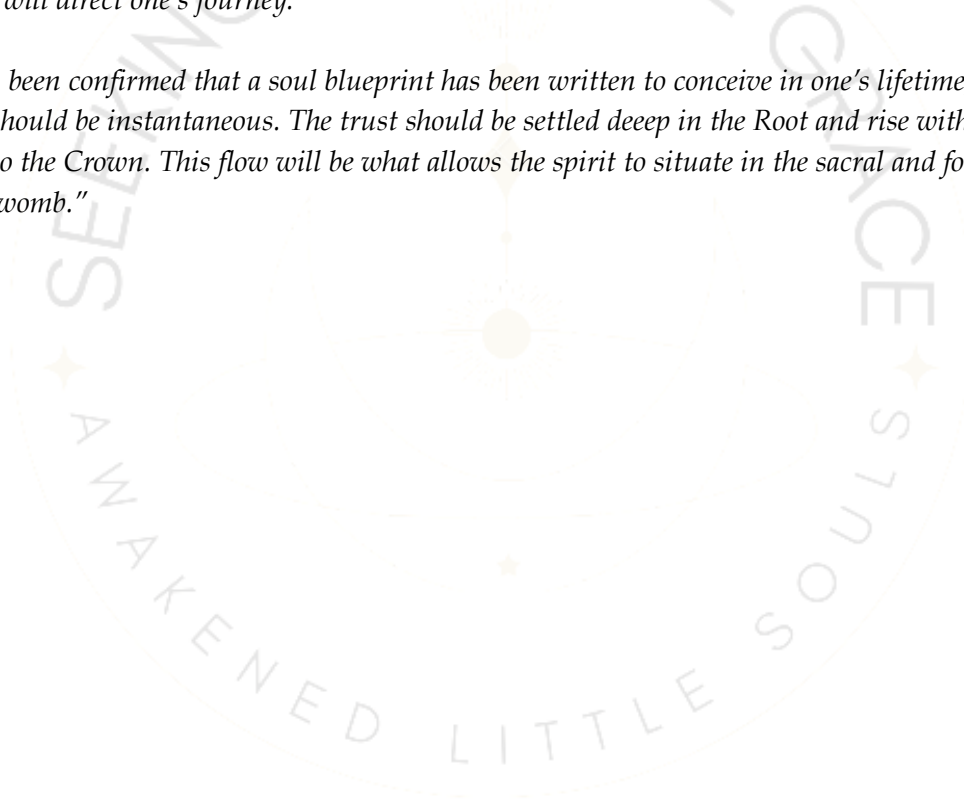 will direct one's journey.
been confirmed that a soul blueprint has been written to conceive in one's lifetime
hould be instantaneous. The trust should be settled deeep in the Root and rise with
o the Crown. This flow will be what allows the spirit to situate in the sacral and fo
womb."
SEEKING
GRACE
AWAKENED LITTLE SOULS